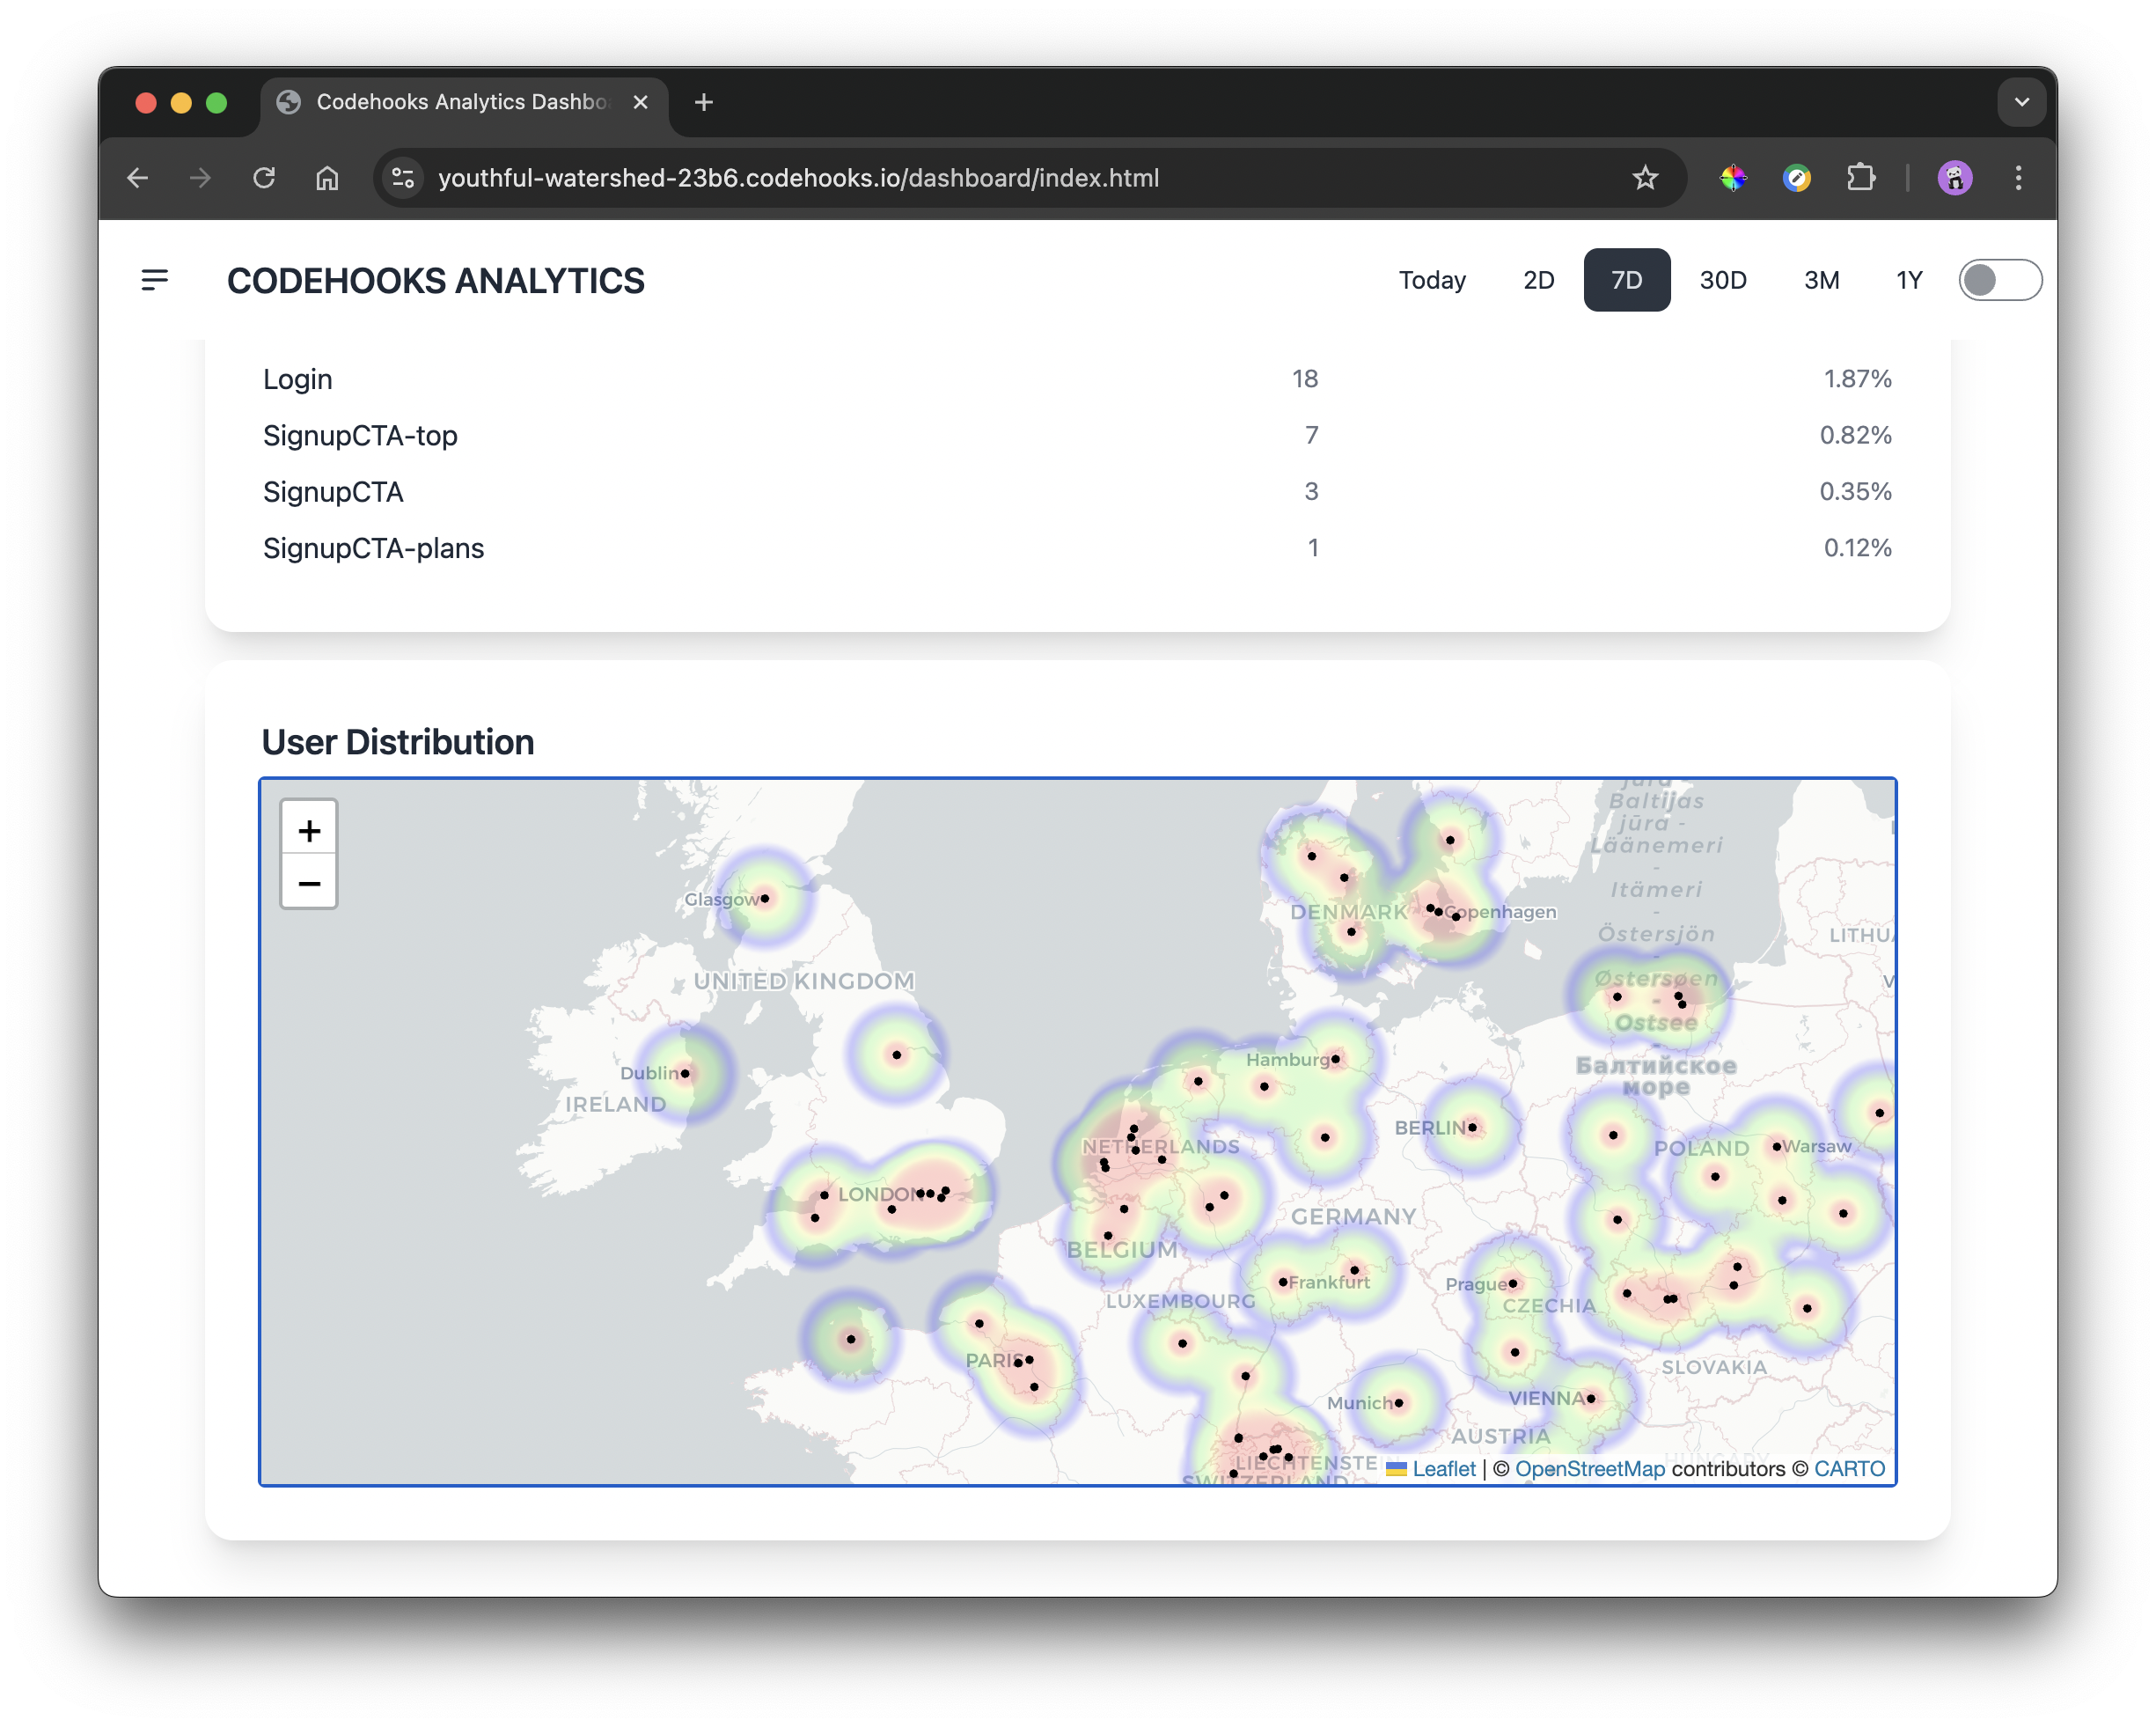 Codehooks Analytics Dashbo
youthful-watershed-23b6.codehooks.io/dashboard/index.html
CODEHOOKS ANALYTICS
Today 2D 7D 30D 3M 1Y
Login 18 1.87%
SignupCTA-top 7 0.82%
SignupCTA 3 0.35%
SignupCTA-plans 1 0.12%
User Distribution
+
−
jūra -
Baltijas
jūra -
Läänemeri
-
Itämeri
-
Östersjön
-
Østersøen
-
Ostsee
-
Балтийское
море
Glasgow
DENMARK
Copenhagen
LITHUA
UNITED KINGDOM
V
Hamburg
Dublin
IRELAND
BERLIN
NETHERLANDS
POLAND
Warsaw
LONDON
GERMANY
BELGIUM
Frankfurt
Prague
LUXEMBOURG
CZECHIA
PARIS
SLOVAKIA
Munich
VIENNA
AUSTRIA
LIECHTENSTE
HUNGARY
SWITZERLAND
Leaflet | © OpenStreetMap contributors © CARTO